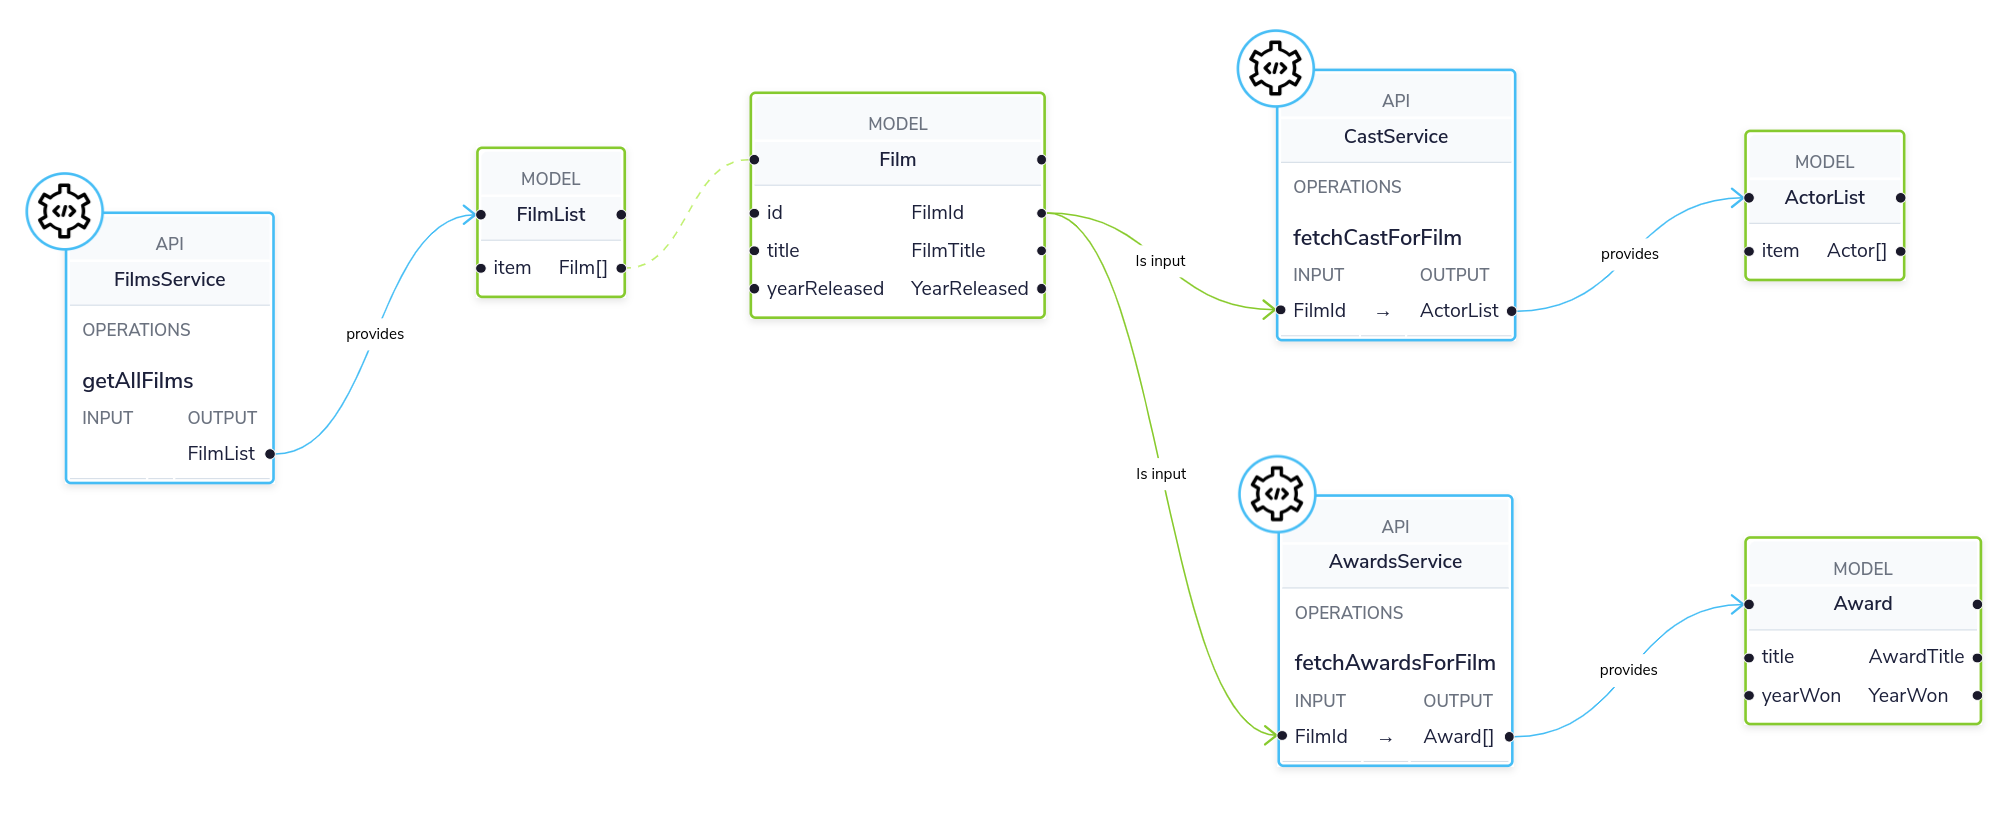 API
FilmsService
OPERATIONS
getAllFilms
INPUT OUTPUT
FilmList
provides
MODEL
FilmList
item Film[]
MODEL
Film
id FilmId
title FilmTitle
yearReleased YearReleased
Is input
Is input
</>
API
CastService
OPERATIONS
fetchCastForFilm
INPUT OUTPUT
FilmId → ActorList
provides
MODEL
ActorList
item Actor[]
</>
API
AwardsService
OPERATIONS
fetchAwardsForFilm
INPUT OUTPUT
FilmId → Award[]
provides
MODEL
Award
title AwardTitle
yearWon YearWon
</>